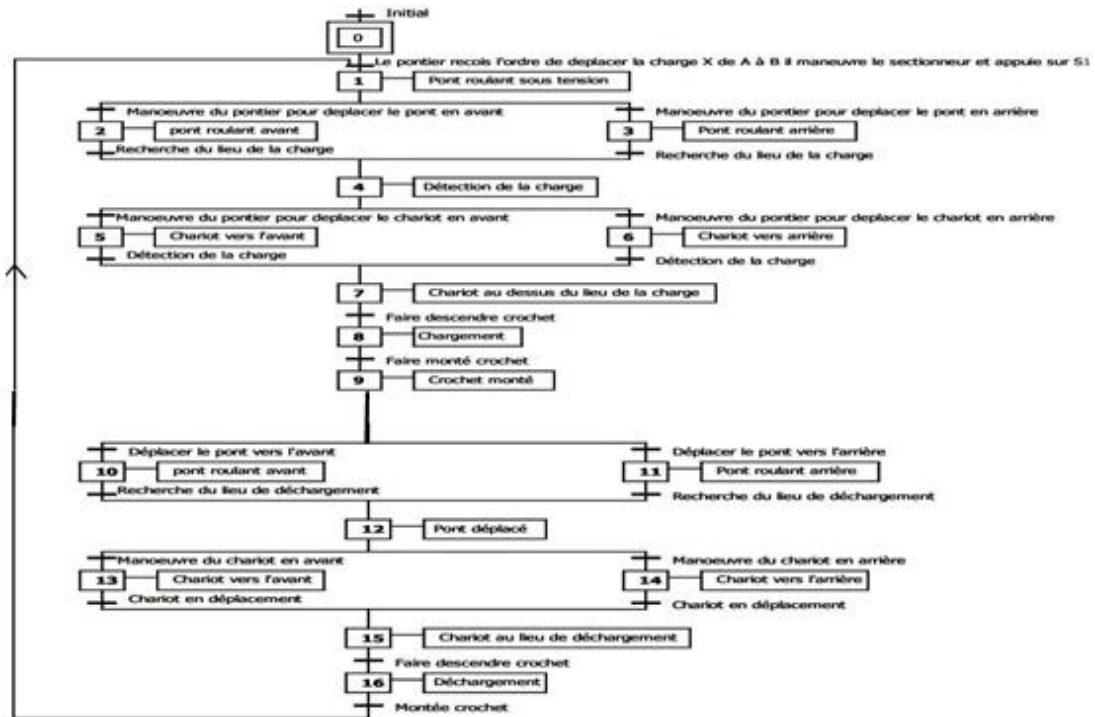 Initial
0
Le pontier recois l'ordre de deplacer la charge X de A à B il maneuvre le sectionneur et appuie sur S1
1 Pont roulant sous tension
Manoeuvre du pontier pour deplacer le pont en avant Manoeuvre du pontier pour deplacer le pont en arrière
2 pont roulant avant 3 Pont roulant arrière
Recherche du lieu de la charge Recherche du lieu de la charge
4 Détection de la charge
Manoeuvre du pontier pour deplacer le chariot en avant Manoeuvre du pontier pour deplacer le chariot en arrière
5 Chariot vers l'avant 6 Chariot vers arrière
Détection de la charge Détection de la charge
7 Chariot au dessus du lieu de la charge
Faire descendre crochet
8 Chargement
Faire monté crochet
9 Crochet monté
Déplacer le pont vers l'avant Déplacer le pont vers l'arrière
10 pont roulant avant 11 Pont roulant arrière
Recherche du lieu de déchargement Recherche du lieu de déchargement
12 Pont déplacé
Manoeuvre du chariot en avant Manoeuvre du chariot en arrière
13 Chariot vers l'avant 14 Chariot vers l'arrière
Chariot en déplacement Chariot en déplacement
15 Chariot au lieu de déchargement
Faire descendre crochet
16 Déchargement
Montée crochet